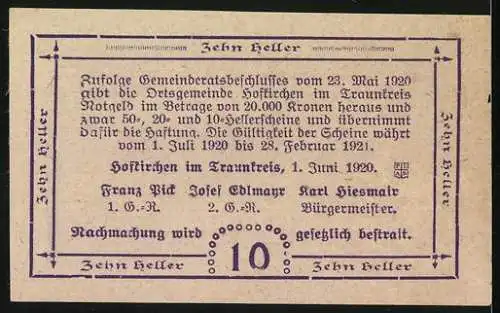 Zehn Heller
Zufolge Gemeinderatsbeschlusses vom 23. Mai 1920
gibt die Ortsgemeinde Hofkirchen im Traunkreis
Notgeld im Betrage von 20.000 Kronen heraus und
zwar 50=, 20= und 10=Hellerscheine und übernimmt
dafür die Haftung. Die Gültigkeit der Scheine währt
vom 1. Juli 1920 bis 28. Februar 1921.
Hofkirchen im Traunkreis, 1. Juni 1920.
Franz Pick Josef Edlmayr Karl Hiesmair
1. G.=R. 2. G.=R. Bürgermeister.
Nachmachung wird gesetzlich bestraft.
10
Zehn Heller Zehn Heller
Zehn Heller
Zehn Heller